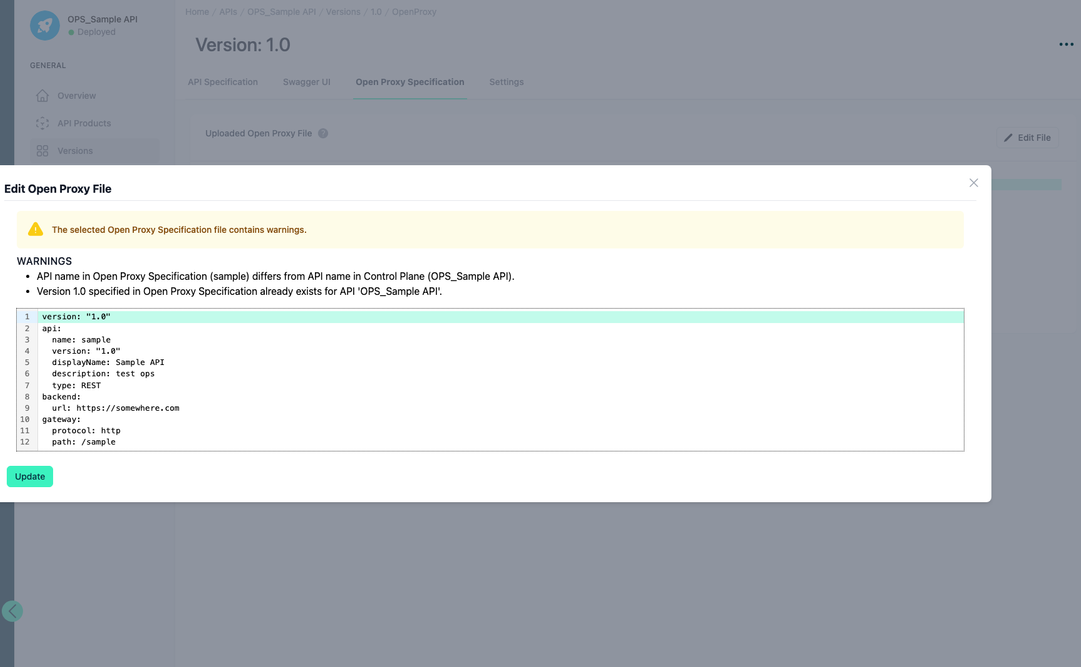 OPS_Sample API
Deployed
GENERAL
Overview
API Products
Versions
Home / APIs / OPS_Sample API / Versions / 1.0 / OpenProxy
Version: 1.0
API Specification
Swagger UI
Open Proxy Specification
Settings
Uploaded Open Proxy File ?
Edit File
Edit Open Proxy File
The selected Open Proxy Specification file contains warnings.
WARNINGS
• API name in Open Proxy Specification (sample) differs from API name in Control Plane (OPS_Sample API).
• Version 1.0 specified in Open Proxy Specification already exists for API 'OPS_Sample API'.
1 version: "1.0"
2 api:
3   name: sample
4   version: "1.0"
5   displayName: Sample API
6   description: test ops
7   type: REST
8 backend:
9   url: https://somewhere.com
10 gateway:
11   protocol: http
12   path: /sample
Update